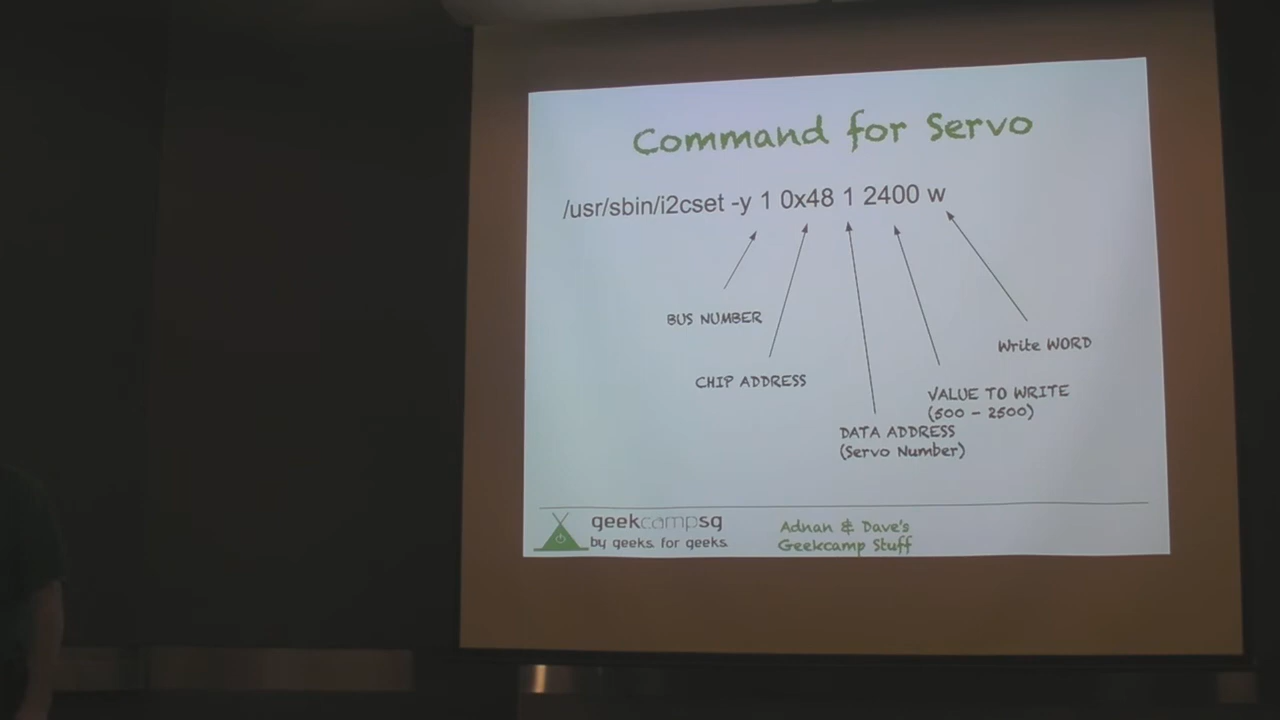 Command for Servo
/usr/sbin/i2cset -y 1 0x48 1 2400 w
BUS NUMBER
Write WORD
CHIP ADDRESS
VALUE TO WRITE
(500 - 2500)
DATA ADDRESS
(Servo Number)
geekcampsg
by geeks. for geeks.
Adnan & Dave's
Geekcamp Stuff